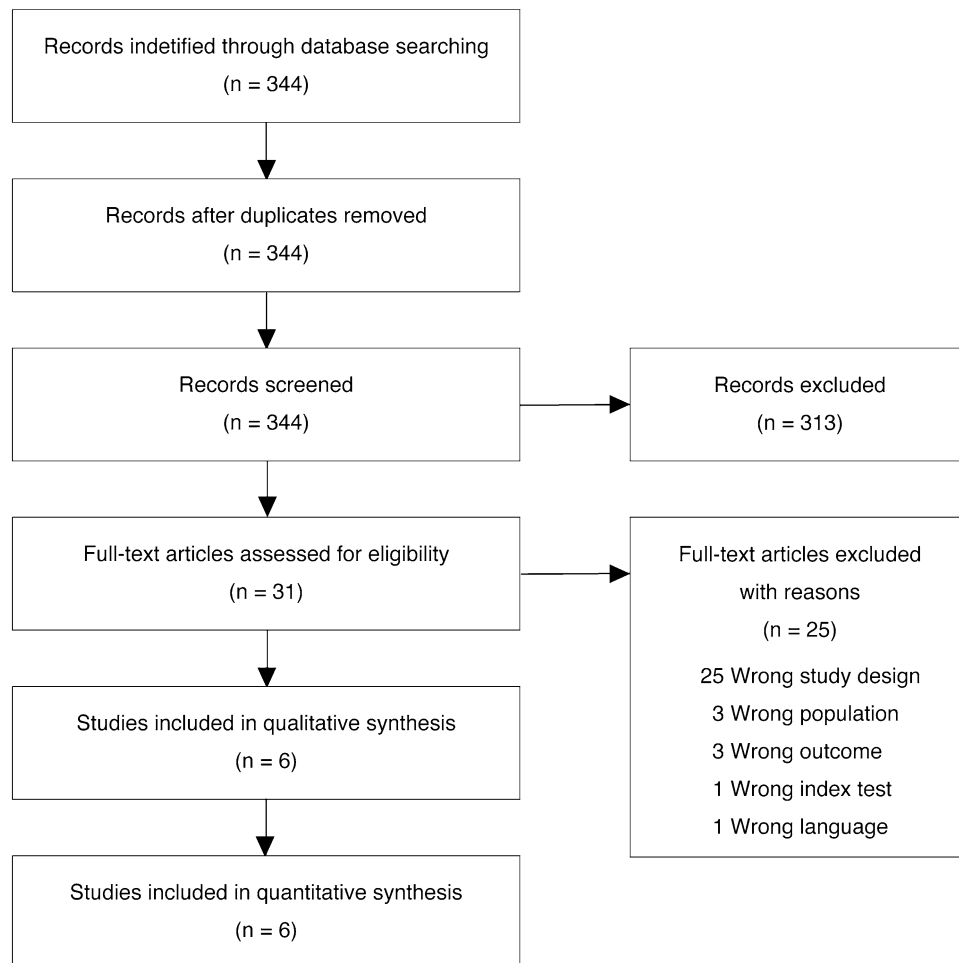 Records indetified through database searching
(n = 344)
Records after duplicates removed
(n = 344)
Records screened
(n = 344)
Records excluded
(n = 313)
Full-text articles assessed for eligibility
(n = 31)
Full-text articles excluded
with reasons
(n = 25)
25 Wrong study design
3 Wrong population
3 Wrong outcome
1 Wrong index test
1 Wrong language
Studies included in qualitative synthesis
(n = 6)
Studies included in quantitative synthesis
(n = 6)